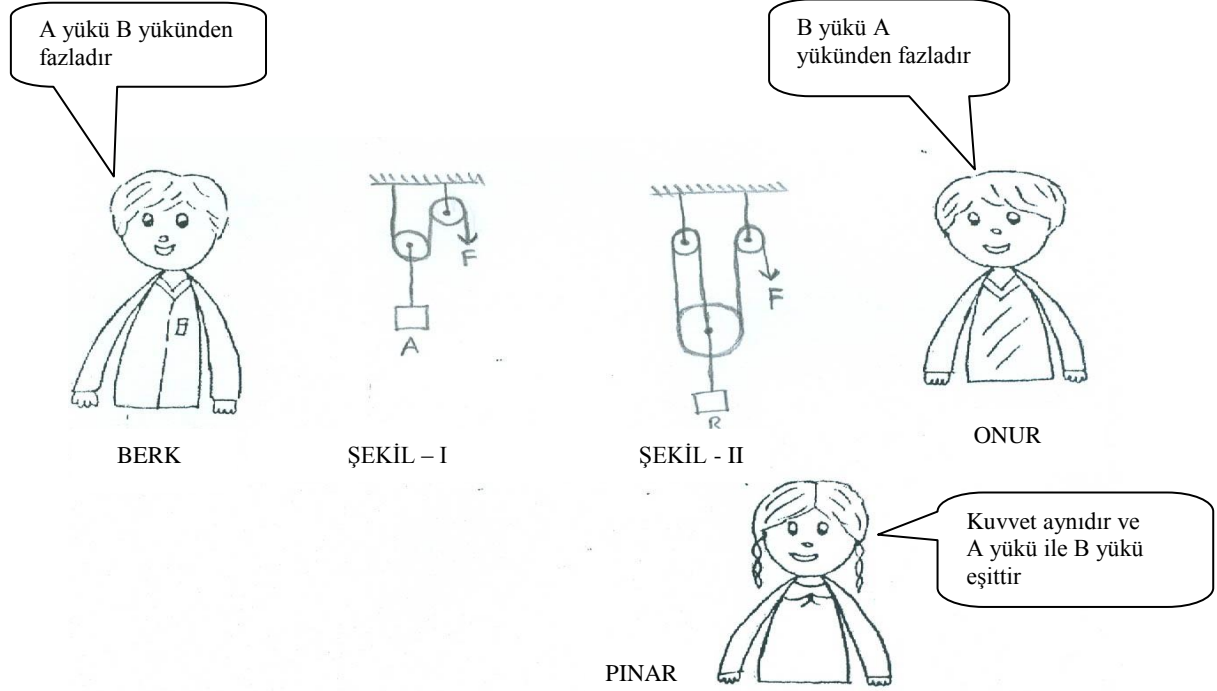 A yükü B yükünden
fazladır
B yükü A
yükünden fazladır
F
F
A
BERK
ŞEKİL – I
ŞEKİL - II
ONUR
Kuvvet aynıdır ve
A yükü ile B yükü
eşittir
PINAR